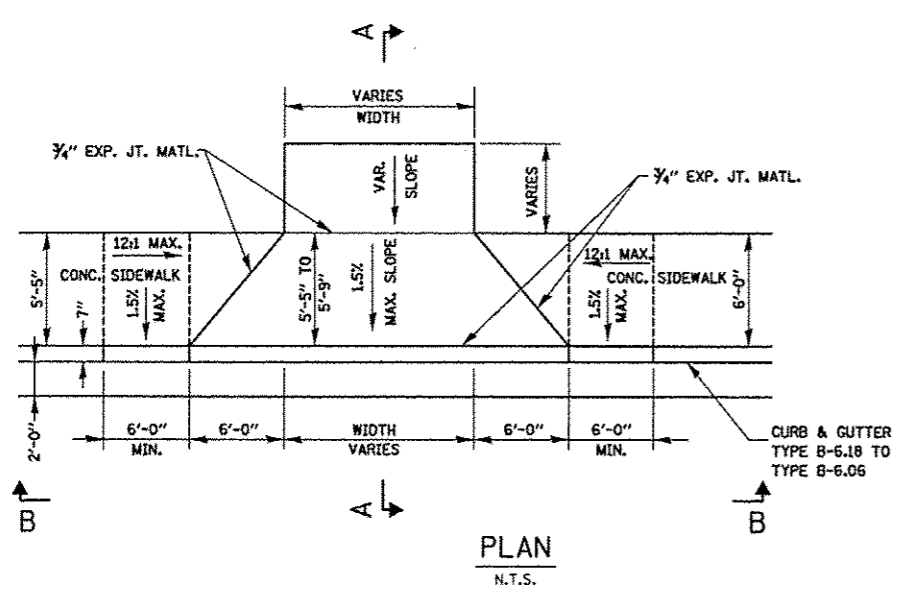 A
VARIES
WIDTH
3/4" EXP. JT. MATL.
VAR.
SLOPE
VARIES
3/4" EXP. JT. MATL.
5'-5"
12:1 MAX.
CONC. SIDEWALK
1.5%
MAX.
7"
5'-5" TO
5'-9"
1.5%
MAX. SLOPE
12:1 MAX.
CONC. SIDEWALK
1.5%
MAX.
6'-0"
2'-0"
6'-0"
MIN.
6'-0"
WIDTH
VARIES
6'-0"
6'-0"
MIN.
CURB & GUTTER
TYPE B-6.18 TO
TYPE B-6.06
B
A
B
PLAN
N.T.S.